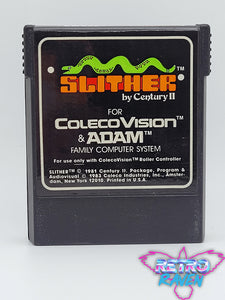 SLITHER
by Century II
FOR
COLECOVISION™
& ADAM™
FAMILY COMPUTER SYSTEM
For use only with ColecoVision™ Roller Controller
SLITHER™ © 1981 Century II. Package, Program &
Audiovisual © 1983 Coleco Industries, Inc., Amster-
dam, New York 12010. Printed in U.S.A.
RETRO
RAVEN